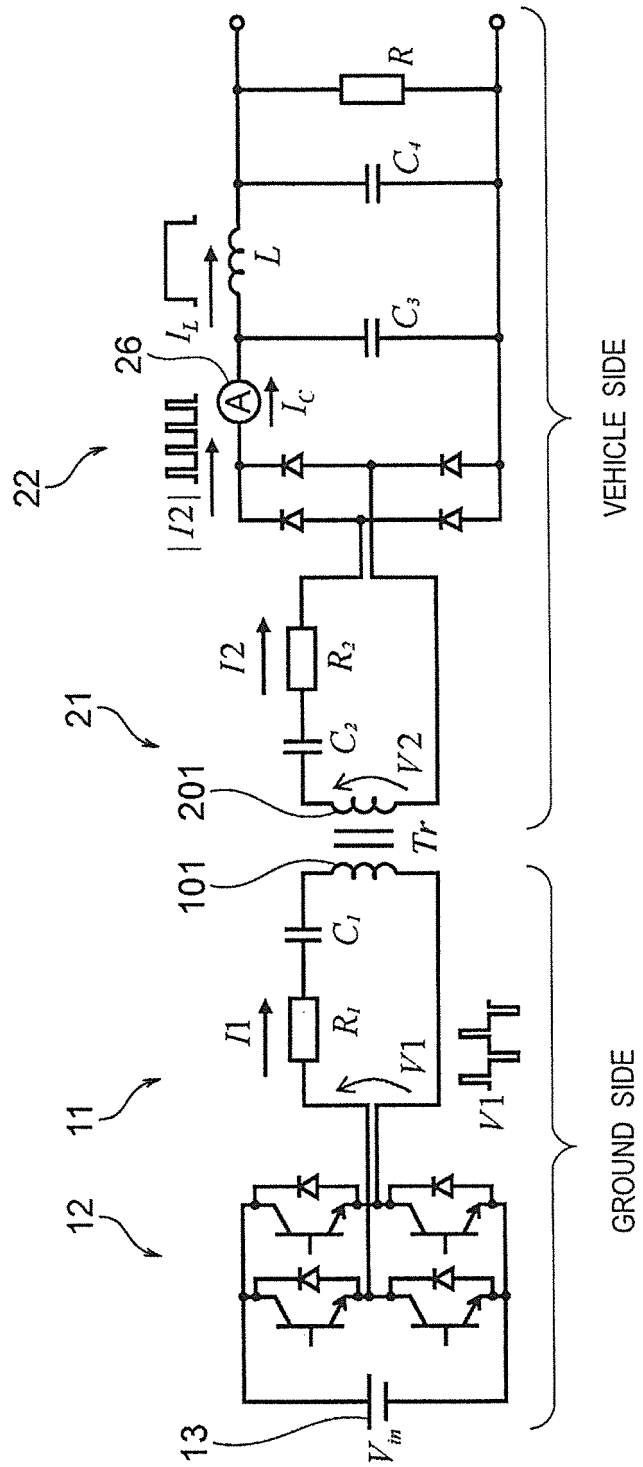 12
11
21
22
13
V_in
I1
R_1
C_1
V1
V1
101
201
Tr
V2
C_2
R_2
I2
|I2|
26
A
I_C
I_L
L
C_3
C_4
R
GROUND SIDE
VEHICLE SIDE